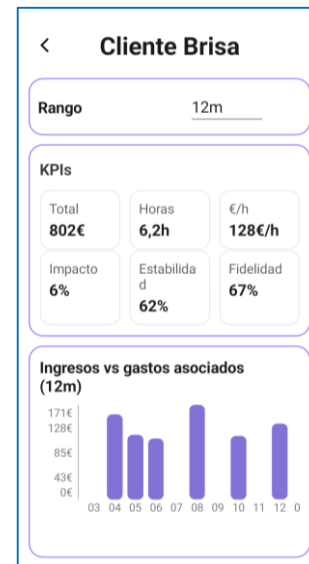 Cliente Brisa
Rango 12m
KPIs
Total Horas €/h
802€ 6,2h 128€/h
Impacto Estabilida Fidelidad
6% d 67%
62%
Ingresos vs gastos asociados
(12m)
171€
128€
85€
43€
0€
03 04 05 06 07 08 09 10 11 12 0